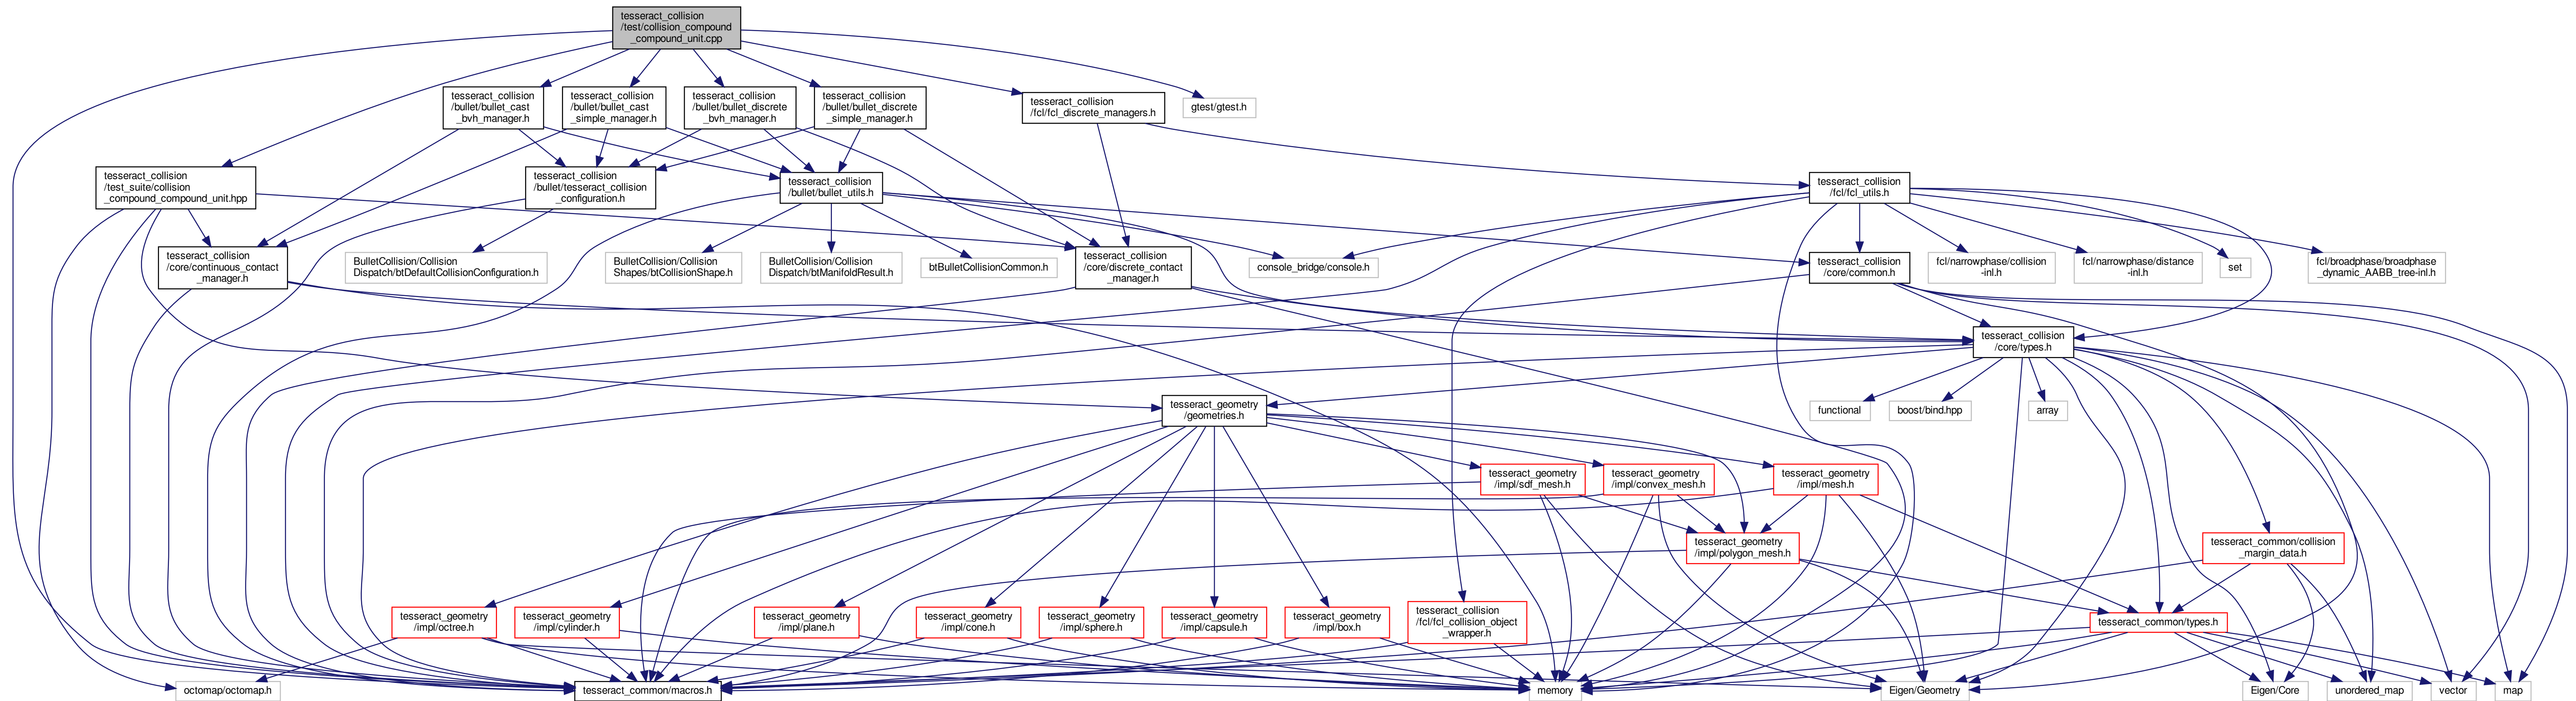 tesseract_collision
/test/collision_compound
_compound_unit.cpp
tesseract_collision
/bullet/bullet_cast
_bvh_manager.h
tesseract_collision
/bullet/bullet_cast
_simple_manager.h
tesseract_collision
/bullet/bullet_discrete
_bvh_manager.h
tesseract_collision
/bullet/bullet_discrete
_simple_manager.h
tesseract_collision
/fcl/fcl_discrete_managers.h
gtest/gtest.h
tesseract_collision
/test_suite/collision
_compound_compound_unit.hpp
tesseract_collision
/bullet/tesseract_collision
_configuration.h
tesseract_collision
/bullet/bullet_utils.h
tesseract_collision
/fcl/fcl_utils.h
tesseract_collision
/core/continuous_contact
_manager.h
BulletCollision/Collision
Dispatch/btDefaultCollisionConfiguration.h
BulletCollision/Collision
Shapes/btCollisionShape.h
BulletCollision/Collision
Dispatch/btManifoldResult.h
btBulletCollisionCommon.h
tesseract_collision
/core/discrete_contact
_manager.h
console_bridge/console.h
tesseract_collision
/core/common.h
fcl/narrowphase/collision
-inl.h
fcl/narrowphase/distance
-inl.h
set
fcl/broadphase/broadphase
_dynamic_AABB_tree-inl.h
tesseract_collision
/core/types.h
tesseract_geometry
/geometries.h
functional
boost/bind.hpp
array
tesseract_geometry
/impl/sdf_mesh.h
tesseract_geometry
/impl/convex_mesh.h
tesseract_geometry
/impl/mesh.h
tesseract_geometry
/impl/polygon_mesh.h
tesseract_common/collision
_margin_data.h
tesseract_geometry
/impl/octree.h
tesseract_geometry
/impl/cylinder.h
tesseract_geometry
/impl/plane.h
tesseract_geometry
/impl/cone.h
tesseract_geometry
/impl/sphere.h
tesseract_geometry
/impl/capsule.h
tesseract_geometry
/impl/box.h
tesseract_collision
/fcl/fcl_collision_object
_wrapper.h
tesseract_common/types.h
octomap/octomap.h
tesseract_common/macros.h
memory
Eigen/Geometry
Eigen/Core
unordered_map
vector
map